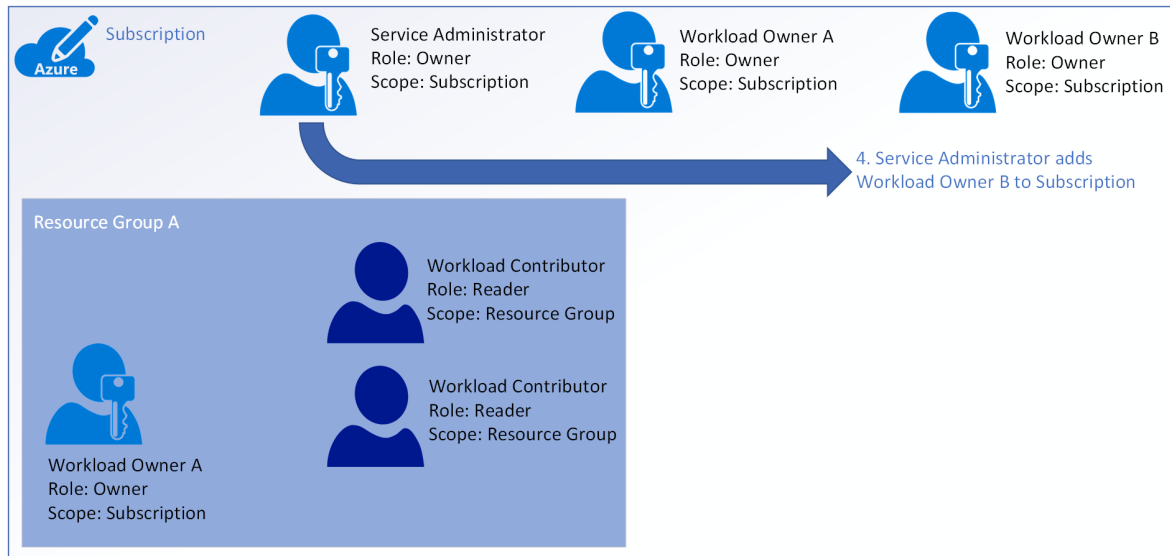 Azure
Subscription
Service Administrator
Role: Owner
Scope: Subscription
Workload Owner A
Role: Owner
Scope: Subscription
Workload Owner B
Role: Owner
Scope: Subscription
4. Service Administrator adds
Workload Owner B to Subscription
Resource Group A
Workload Contributor
Role: Reader
Scope: Resource Group
Workload Contributor
Role: Reader
Scope: Resource Group
Workload Owner A
Role: Owner
Scope: Subscription